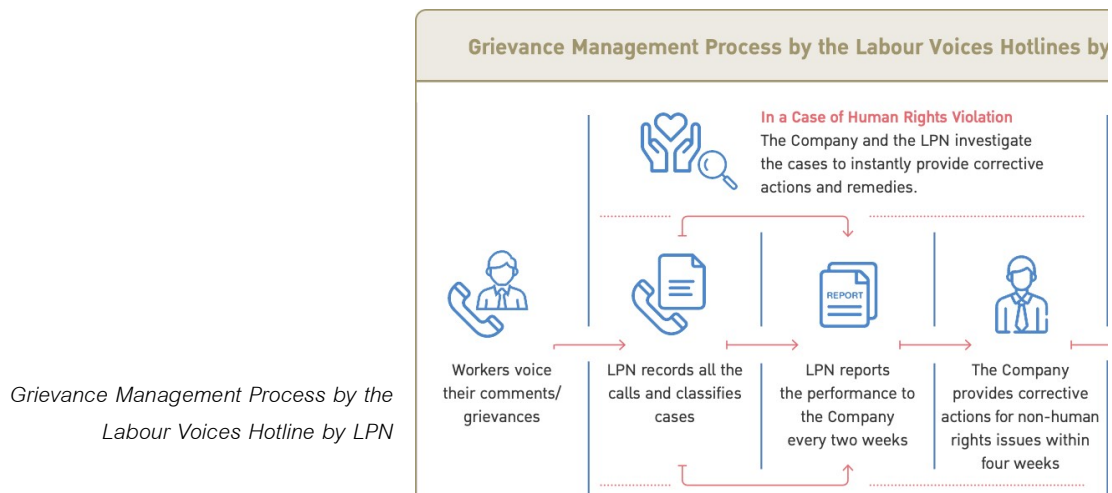 Grievance Management Process by the Labour Voices Hotlines by
In a Case of Human Rights Violation
The Company and the LPN investigate
the cases to instantly provide corrective
actions and remedies.
REPORT
Workers voice
their comments/
grievances
LPN records all the
calls and classifies
cases
LPN reports
the performance to
the Company
every two weeks
The Company
provides corrective
actions for non-human
rights issues within
four weeks
Grievance Management Process by the
Labour Voices Hotline by LPN